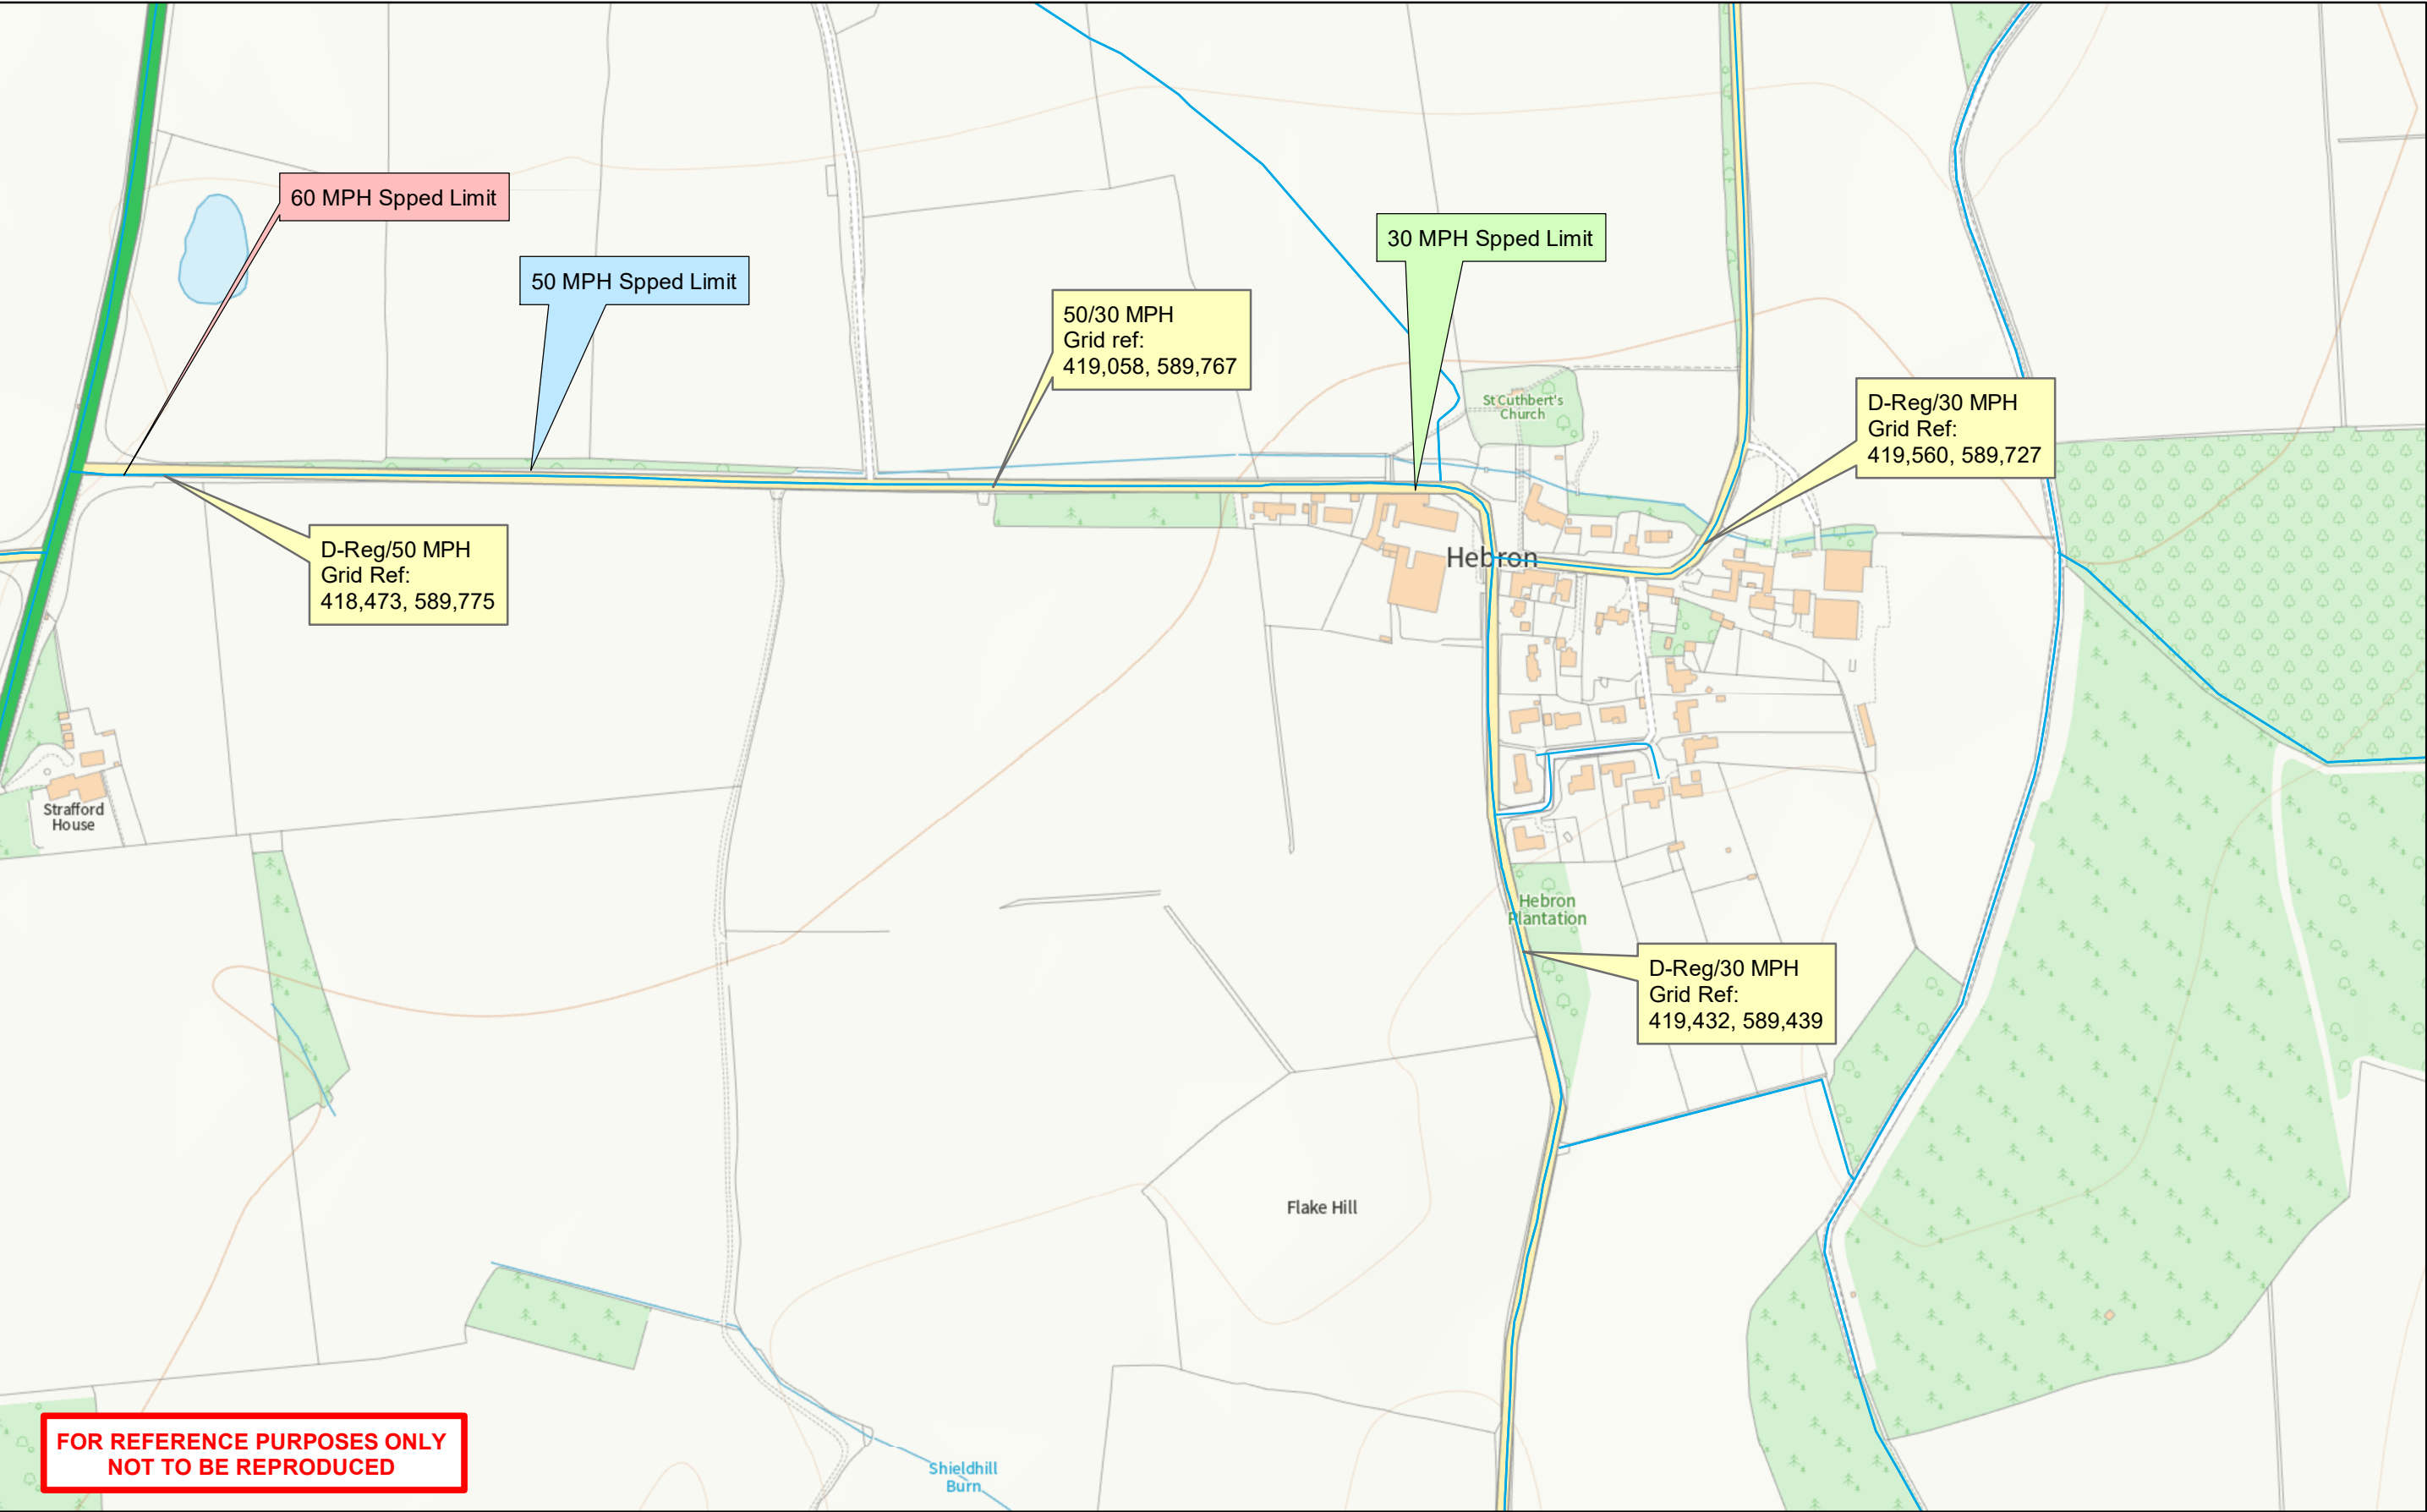 60 MPH Spped Limit
50 MPH Spped Limit
30 MPH Spped Limit
50/30 MPH
Grid ref:
419,058, 589,767
St Cuthbert's
Church
D-Reg/30 MPH
Grid Ref:
419,560, 589,727
D-Reg/50 MPH
Grid Ref:
418,473, 589,775
Hebron
Strafford
House
Hebron
Plantation
D-Reg/30 MPH
Grid Ref:
419,432, 589,439
Flake Hill
FOR REFERENCE PURPOSES ONLY
NOT TO BE REPRODUCED
Shieldhill
Burn